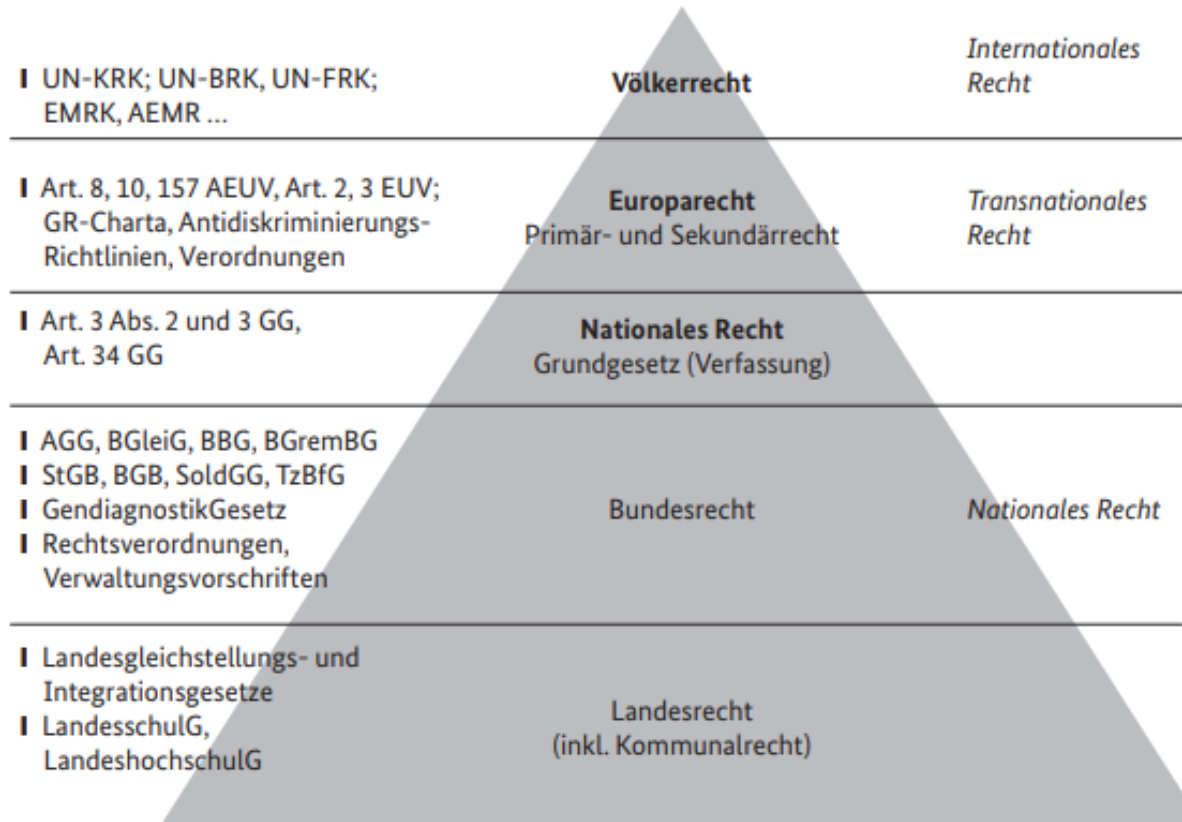 Internationales
I UN-KRK; UN-BRK, UN-FRK;
EMRK, AEMR ...
Völkerrecht
Recht
I Art. 8, 10, 157 AEUV, Art. 2, 3 EUV;
GR-Charta, Antidiskriminierungs-
Richtlinien, Verordnungen
Europarecht
Primär- und Sekundärrecht
Transnationales
Recht
I Art. 3 Abs. 2 und 3 GG,
Art. 34 GG
Nationales Recht
Grundgesetz (Verfassung)
I AGG, BGleiG, BBG, BGremBG
I StGB, BGB, SoldGG, TzBfG
I GendiagnostikGesetz
I Rechtsverordnungen,
Verwaltungsvorschriften
Bundesrecht
Nationales Recht
I Landesgleichstellungs- und
Integrationsgesetze
I LandesschulG,
LandeshochschulG
Landesrecht
(inkl. Kommunalrecht)